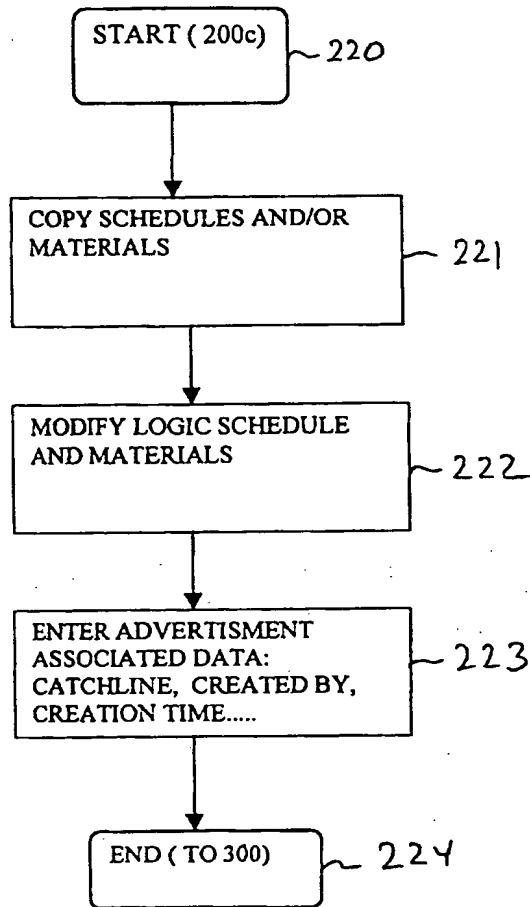 START ( 200c)
220
COPY SCHEDULES AND/OR
MATERIALS
221
MODIFY LOGIC SCHEDULE
AND MATERIALS
222
ENTER ADVERTISMENT
ASSOCIATED DATA:
CATCHLINE, CREATED BY,
CREATION TIME.....
223
END ( TO 300)
224